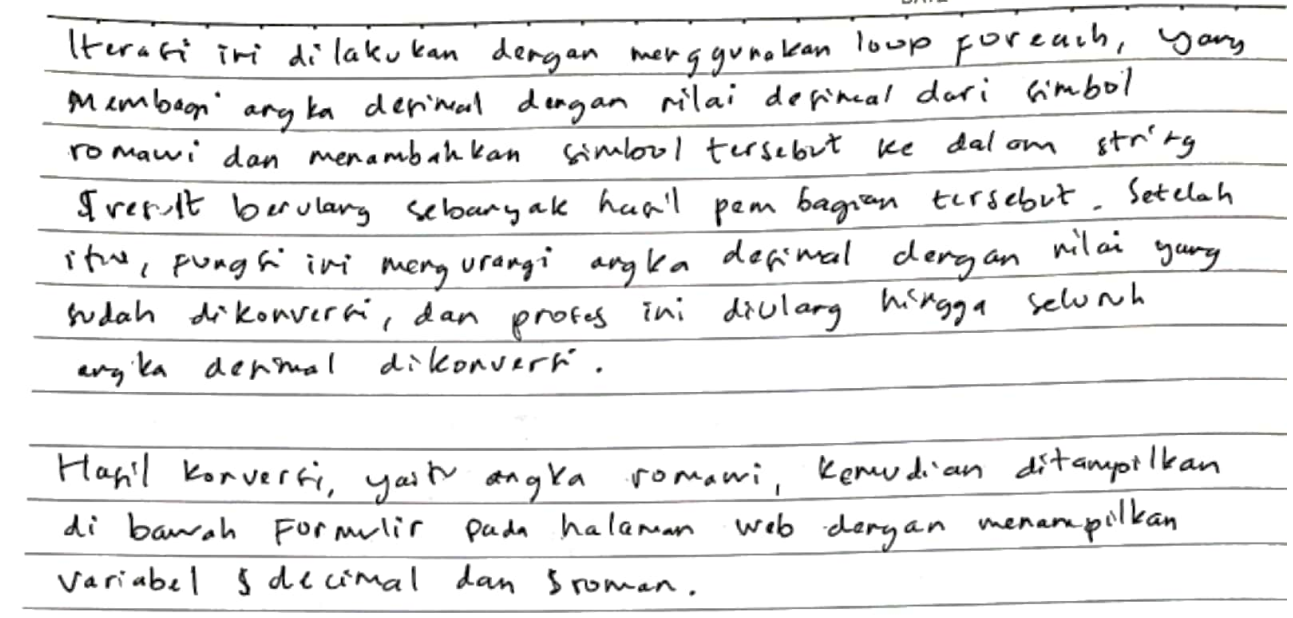 Iterasi ini dilakukan dengan menggunakan loop foreach, yang
Membagi angka desimal dengan nilai desimal dari simbol
romawi dan menambahkan simbol tersebut ke dalam string
$result berulang sebanyak hasil pembagian tersebut. Setelah
itu, fungsi ini mengurangi angka desimal dengan nilai yang
sudah dikonversi, dan proses ini diulang hingga seluruh
angka desimal dikonversi.
Hasil konversi, yaitu angka romawi, kemudian ditampilkan
di bawah Formulir pada halaman web dengan menampilkan
variabel $decimal dan $roman.